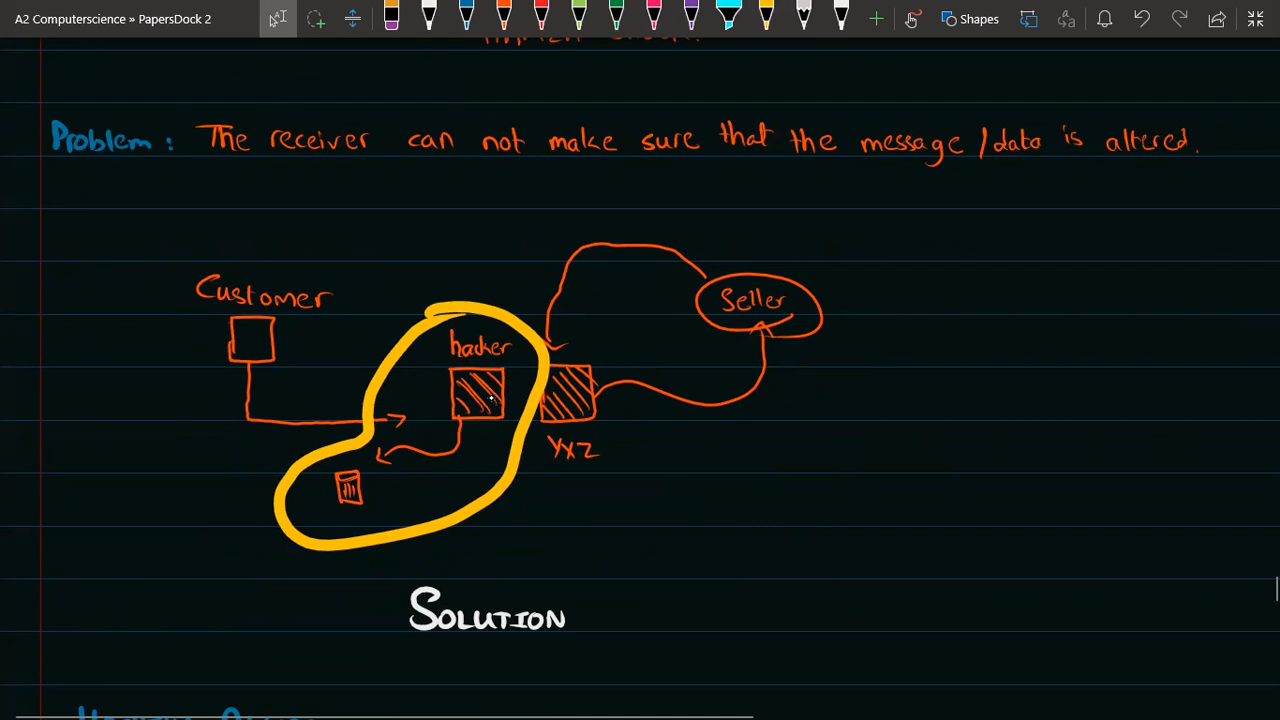 A2 Computerscience » PapersDock 2
Shapes
Problem: The receiver can not make sure that the message/data is altered.
Customer
Seller
hacker
YXZ
SOLUTION